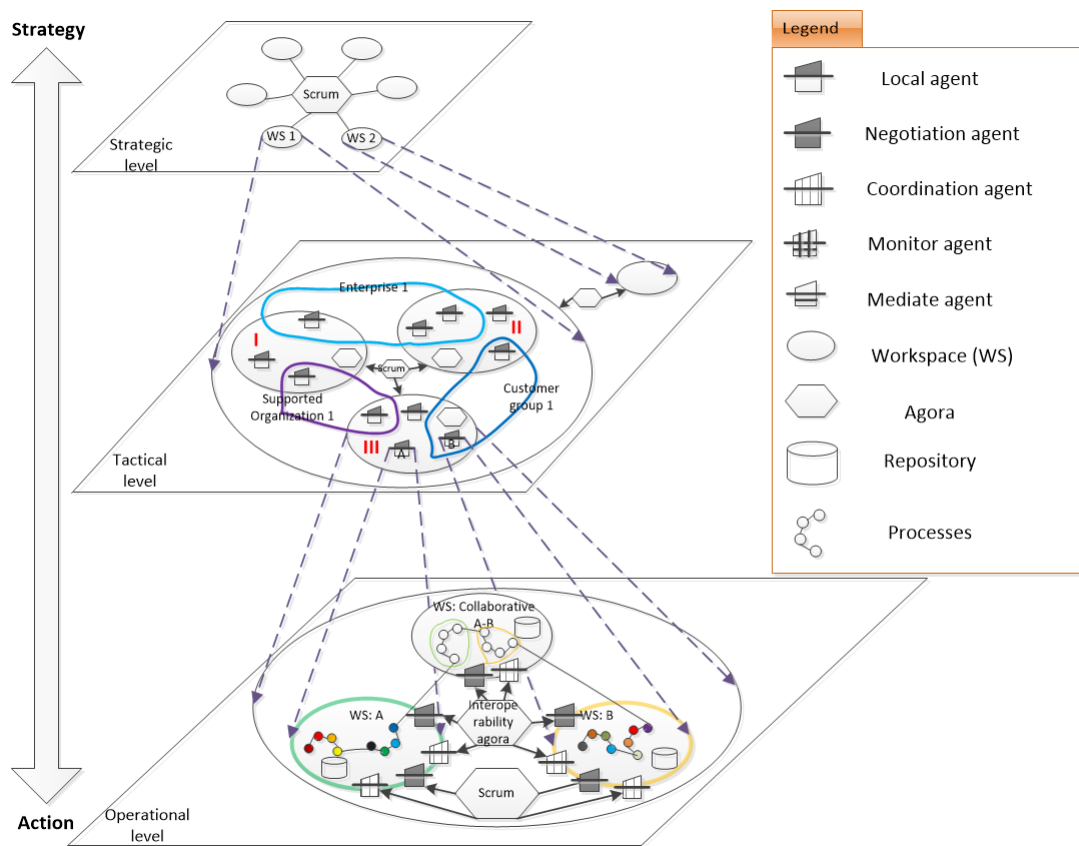 Strategy
Legend
Scrum
WS 1
WS 2
Strategic
level
Local agent
Negotiation agent
Coordination agent
Monitor agent
Mediate agent
Workspace (WS)
Agora
Repository
Processes
Enterprise 1
I
II
Scrum
Supported
Organization 1
Customer
group 1
III
A
B
Tactical
level
WS: Collaborative
A-B
Interope
rability
agora
WS: A
WS: B
Scrum
Action
Operational
level